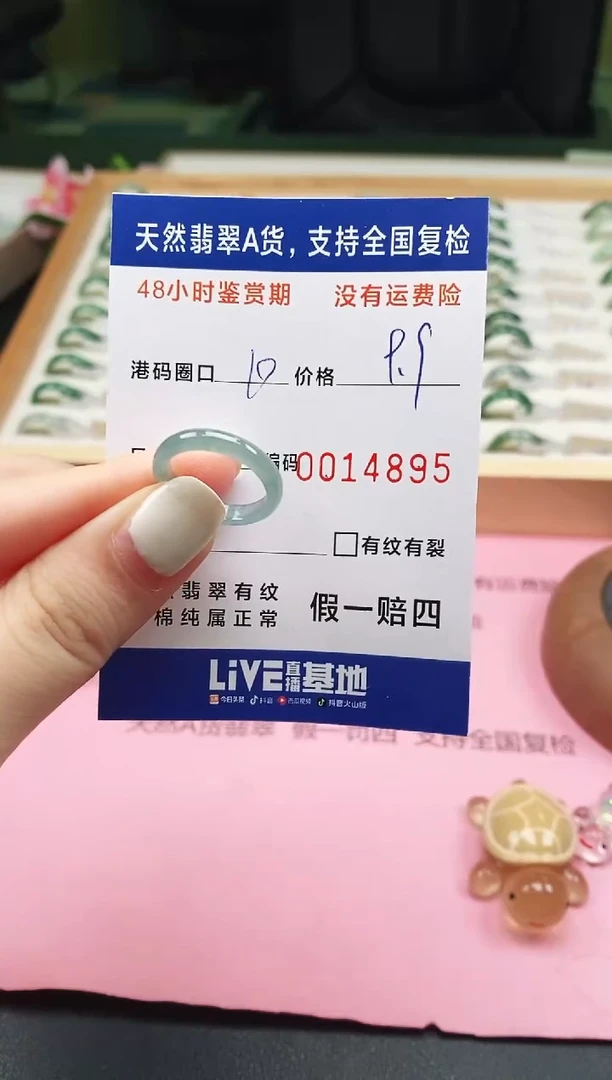 天然翡翠A货，支持全国复检
48小时鉴赏期 没有运费险
港码圈口 10 价格
编码 0014895
□有纹有裂
翡翠有纹
棉纯属正常 假一赔四
LiVE直播基地
今日头条 抖音 西瓜视频 抖音火山版
天然A货翡翠 假一罚四 支持全国复检